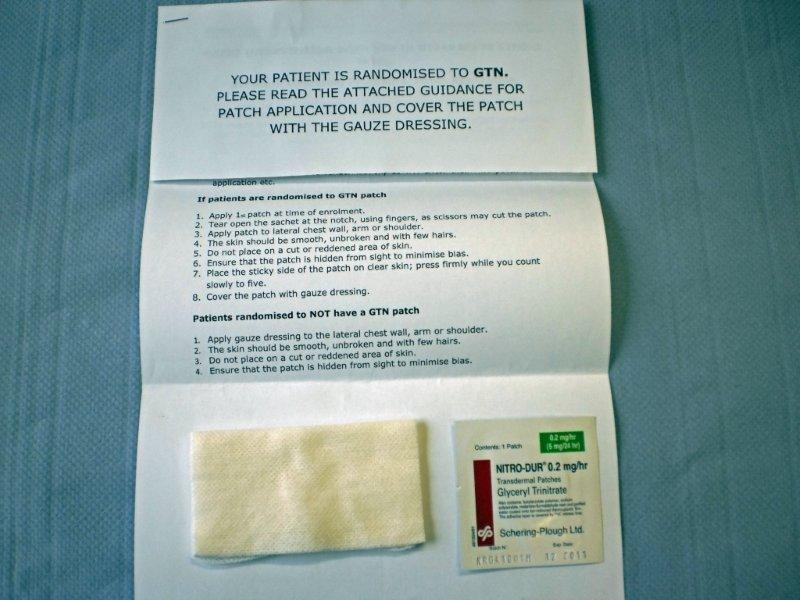 YOUR PATIENT IS RANDOMISED TO GTN.
PLEASE READ THE ATTACHED GUIDANCE FOR
PATCH APPLICATION AND COVER THE PATCH
WITH THE GAUZE DRESSING.
application etc.
If patients are randomised to GTN patch
1. Apply 1st patch at time of enrolment.
2. Tear open the sachet at the notch, using fingers, as scissors may cut the patch.
3. Apply patch to lateral chest wall, arm or shoulder.
4. The skin should be smooth, unbroken and with few hairs.
5. Do not place on a cut or reddened area of skin.
6. Ensure that the patch is hidden from sight to minimise bias.
7. Place the sticky side of the patch on clear skin; press firmly while you count
slowly to five.
8. Cover the patch with gauze dressing.
Patients randomised to NOT have a GTN patch
1. Apply gauze dressing to the lateral chest wall, arm or shoulder.
2. The skin should be smooth, unbroken and with few hairs.
3. Do not place on a cut or reddened area of skin.
4. Ensure that the patch is hidden from sight to minimise bias.
Contents: 1 Patch
0.2 mg/hr
(5 mg/24 hr)
NITRO-DUR® 0.2 mg/hr
Transdermal Patches
Glyceryl Trinitrate
Schering-Plough Ltd.
Batch N°:
Exp. Date: